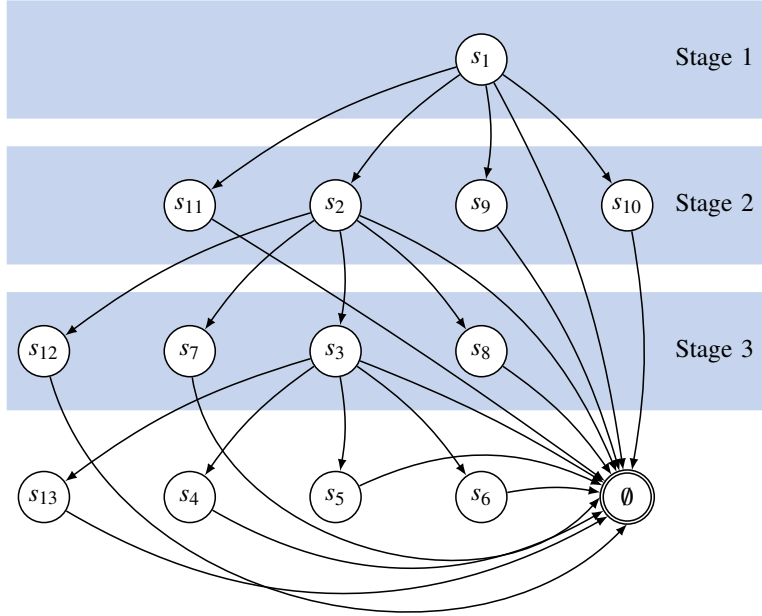 s₁ Stage 1
s₁₁ s₂ s₉ s₁₀ Stage 2
s₁₂ s₇ s₃ s₈ Stage 3
s₁₃ s₄ s₅ s₆ ∅